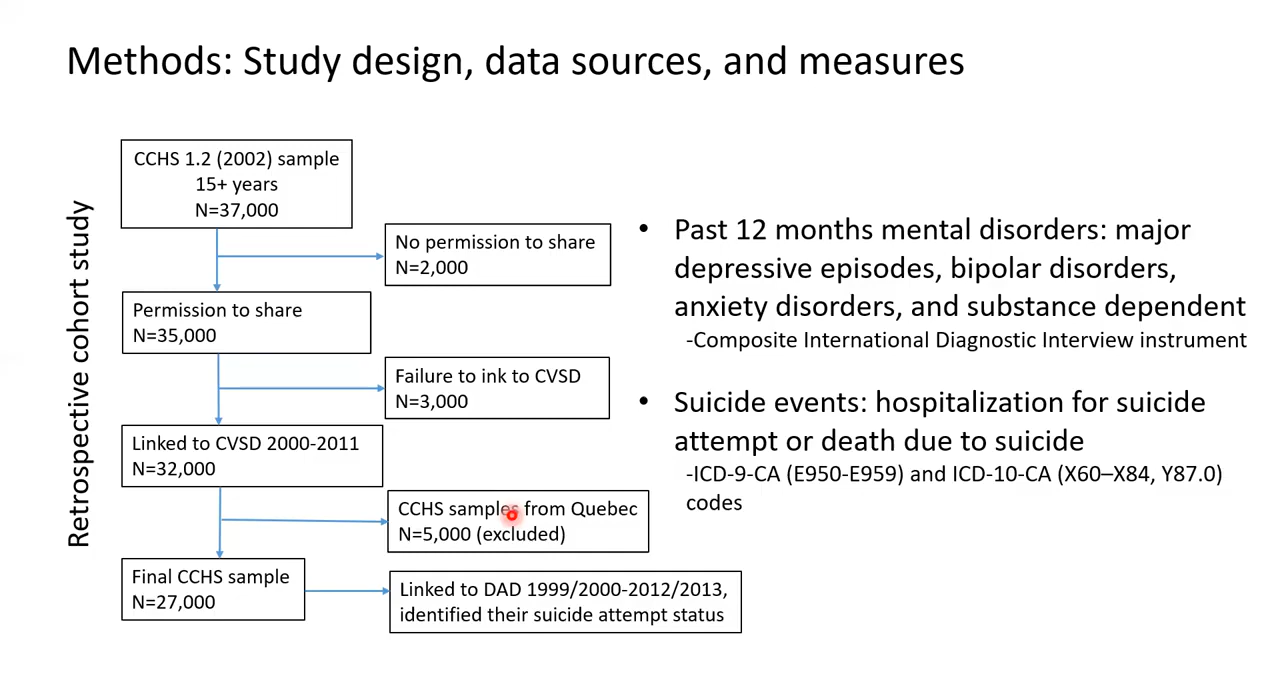 Methods: Study design, data sources, and measures
Retrospective cohort study
CCHS 1.2 (2002) sample
15+ years
N=37,000
No permission to share
N=2,000
Permission to share
N=35,000
Failure to ink to CVSD
N=3,000
Linked to CVSD 2000-2011
N=32,000
CCHS samples from Quebec
N=5,000 (excluded)
Final CCHS sample
N=27,000
Linked to DAD 1999/2000-2012/2013,
identified their suicide attempt status
• Past 12 months mental disorders: major
depressive episodes, bipolar disorders,
anxiety disorders, and substance dependent
-Composite International Diagnostic Interview instrument
• Suicide events: hospitalization for suicide
attempt or death due to suicide
-ICD-9-CA (E950-E959) and ICD-10-CA (X60–X84, Y87.0)
codes